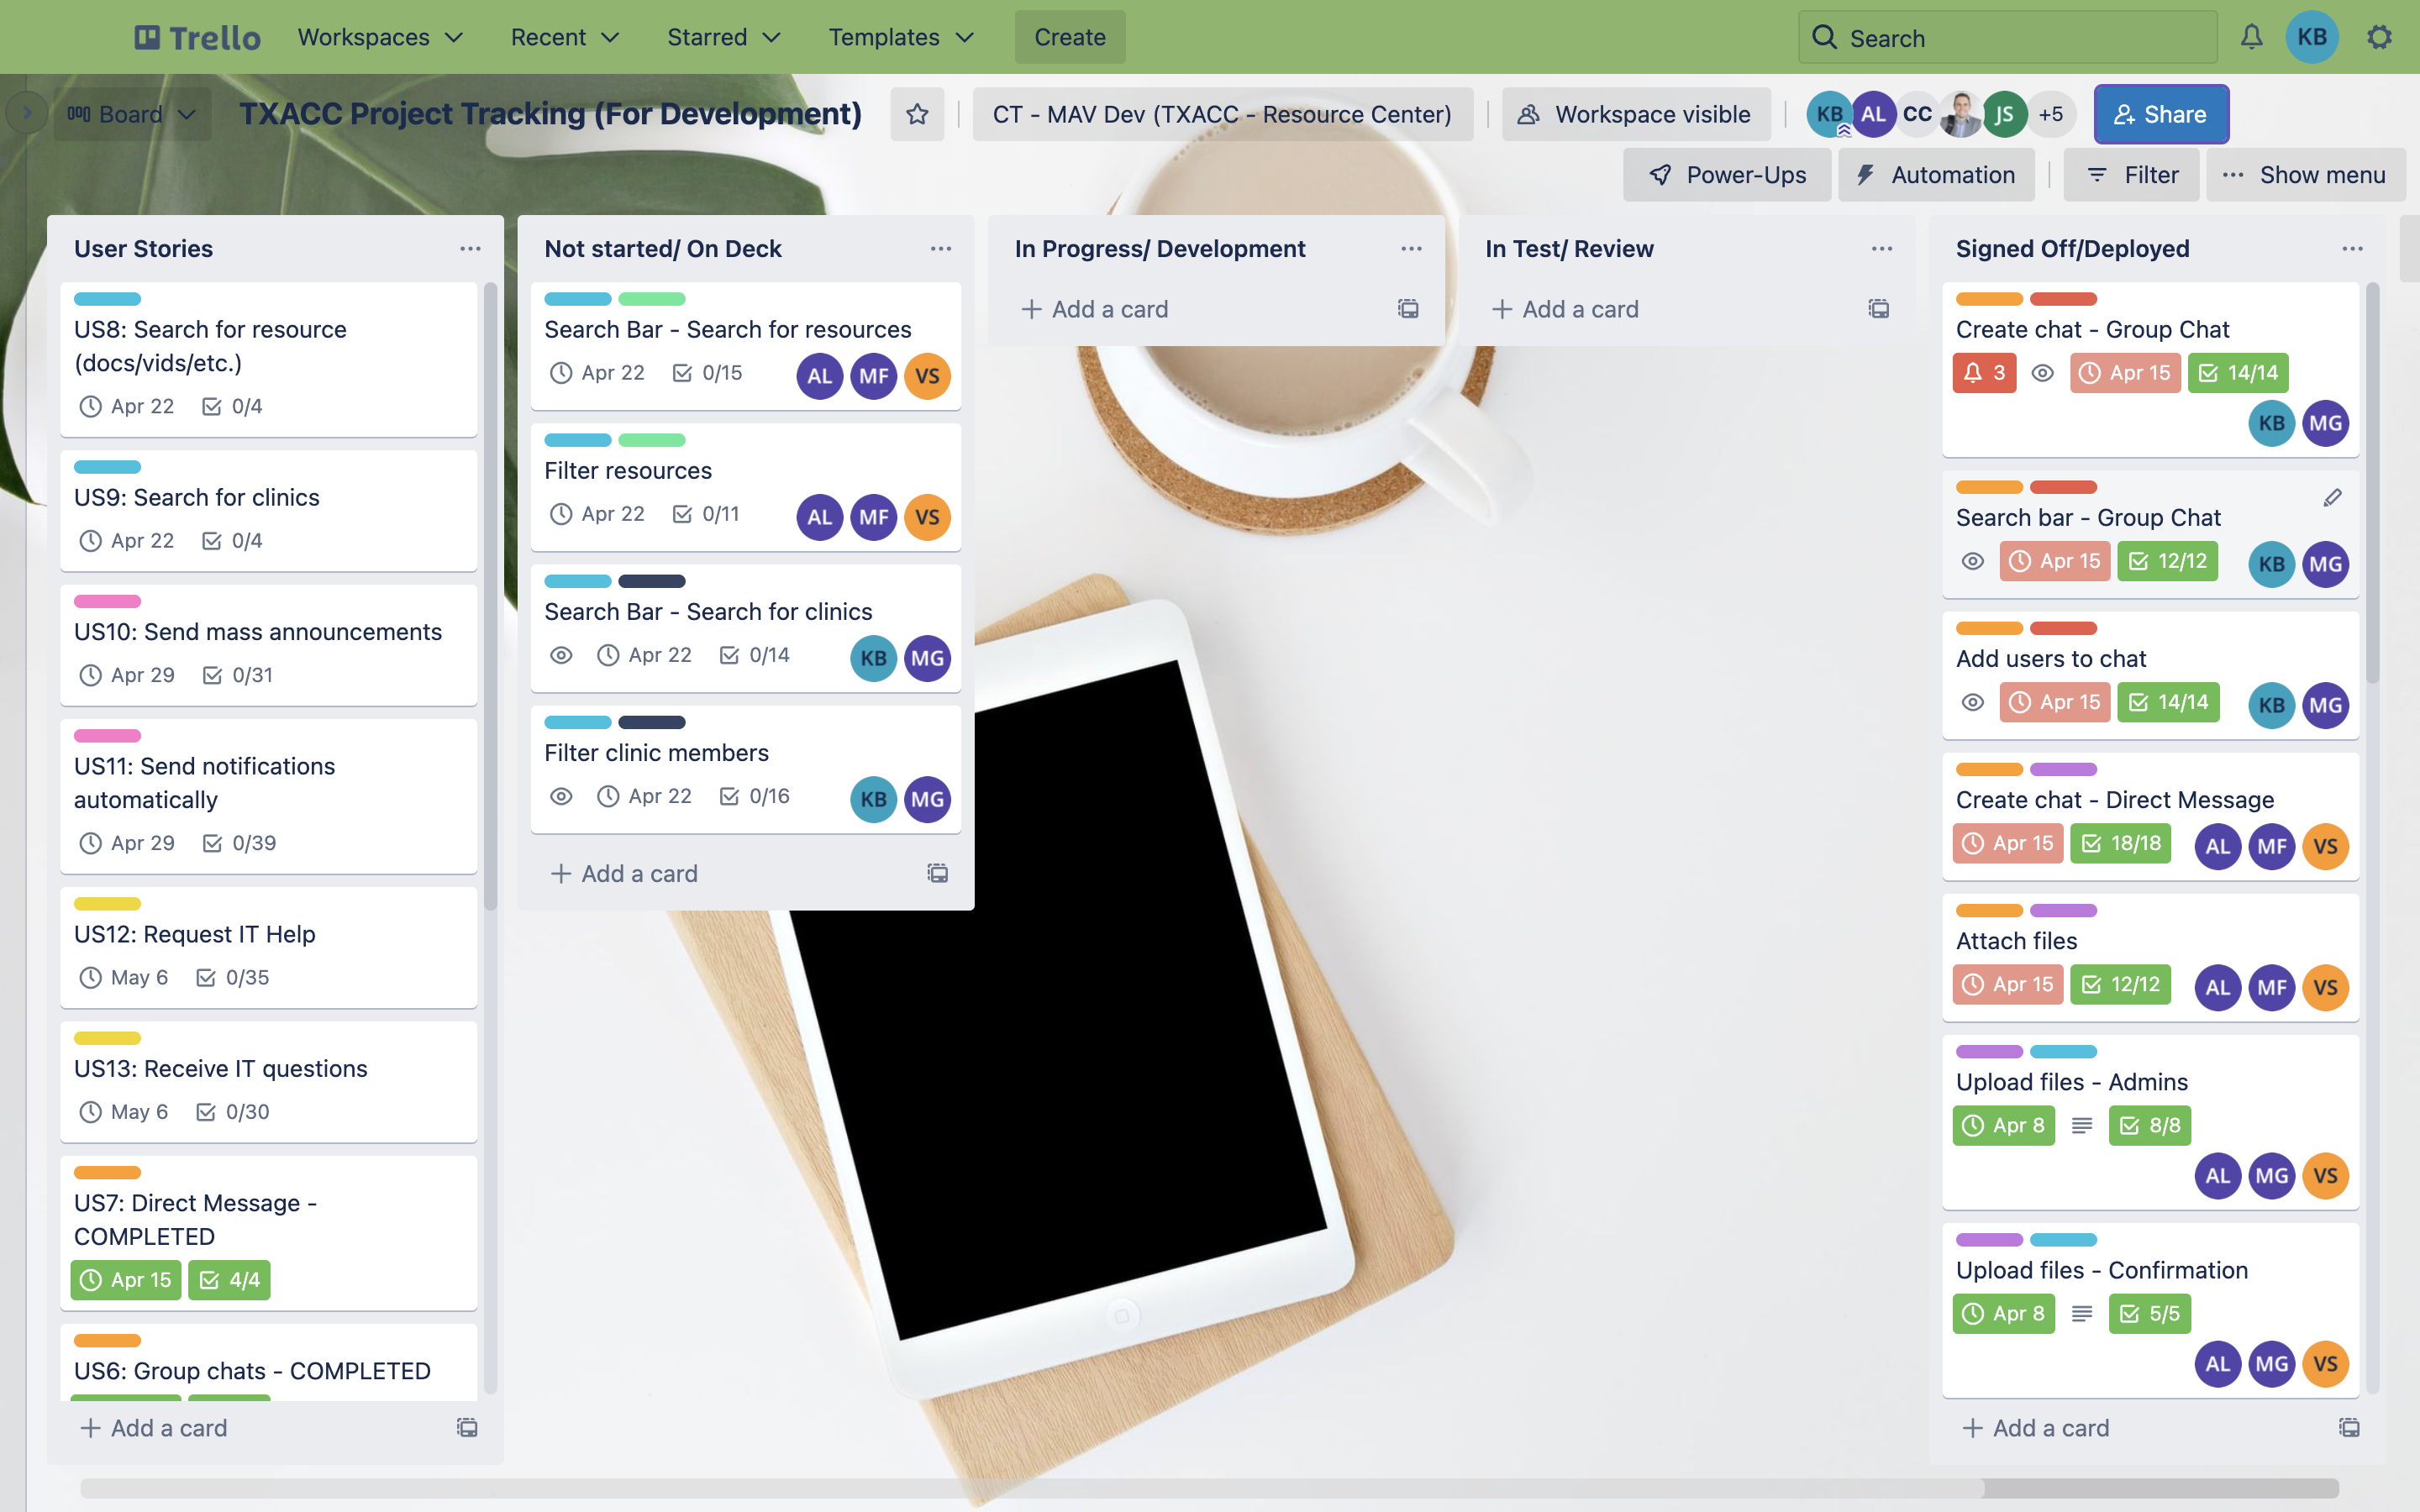 Trello
Workspaces
Recent
Starred
Templates
Create
Search
KB
Board
TXACC Project Tracking (For Development)
CT - MAV Dev (TXACC - Resource Center)
Workspace visible
KB
AL
CC
JS
+5
Share
Power-Ups
Automation
Filter
Show menu
User Stories
US8: Search for resource
(docs/vids/etc.)
Apr 22
0/4
US9: Search for clinics
Apr 22
0/4
US10: Send mass announcements
Apr 29
0/31
US11: Send notifications
automatically
Apr 29
0/39
US12: Request IT Help
May 6
0/35
US13: Receive IT questions
May 6
0/30
US7: Direct Message -
COMPLETED
Apr 15
4/4
US6: Group chats - COMPLETED
Add a card
Not started/ On Deck
Search Bar - Search for resources
Apr 22
0/15
AL
MF
VS
Filter resources
Apr 22
0/11
AL
MF
VS
Search Bar - Search for clinics
Apr 22
0/14
KB
MG
Filter clinic members
Apr 22
0/16
KB
MG
Add a card
In Progress/ Development
Add a card
In Test/ Review
Add a card
Signed Off/Deployed
Create chat - Group Chat
3
Apr 15
14/14
KB
MG
Search bar - Group Chat
Apr 15
12/12
KB
MG
Add users to chat
Apr 15
14/14
KB
MG
Create chat - Direct Message
Apr 15
18/18
AL
MF
VS
Attach files
Apr 15
12/12
AL
MF
VS
Upload files - Admins
Apr 8
8/8
AL
MG
VS
Upload files - Confirmation
Apr 8
5/5
AL
MG
VS
Add a card